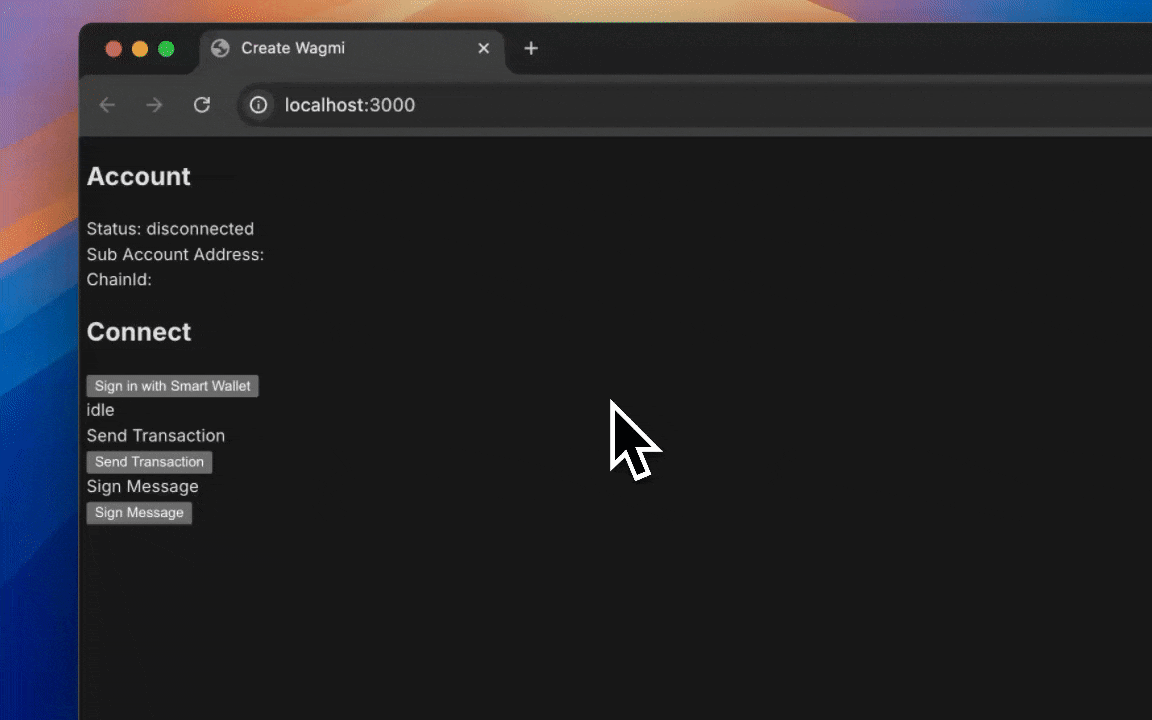 Create Wagmi
localhost:3000
Account
Status: disconnected
Sub Account Address:
ChainId:
Connect
Sign in with Smart Wallet
idle
Send Transaction
Send Transaction
Sign Message
Sign Message